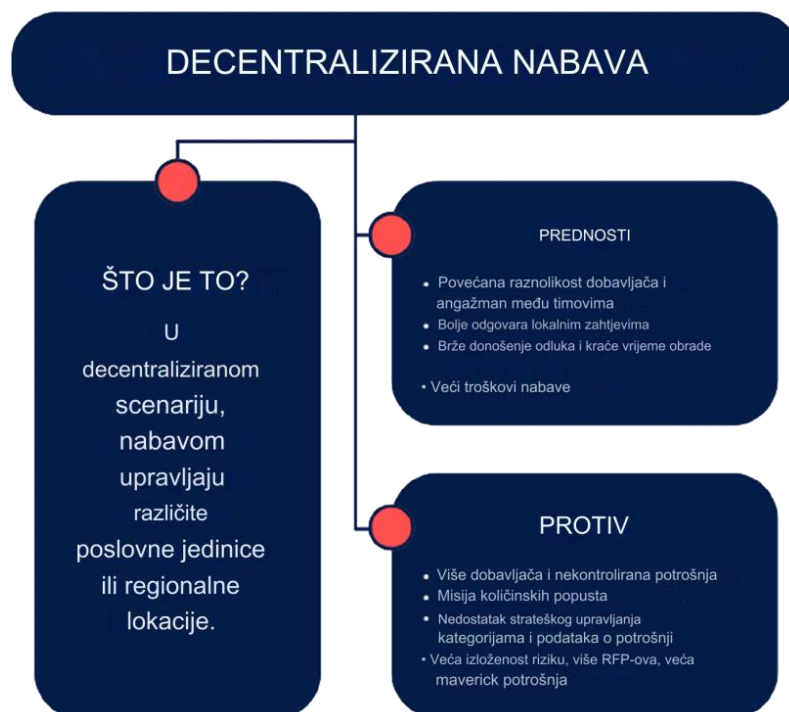 DECENTRALIZIRANA NABAVA
ŠTO JE TO?
U
decentraliziranom
scenariju,
nabavom
upravljaju
različite
poslovne jedinice
ili regionalne
lokacije.
PREDNOSTI
• Povećana raznolikost dobavljača i
angažman među timovima
• Bolje odgovara lokalnim zahtjevima
• Brže donošenje odluka i kraće vrijeme obrade
• Veći troškovi nabave
PROTIV
• Više dobavljača i nekontrolirana potrošnja
• Misija količinskih popusta
• Nedostatak strateškog upravljanja
kategorijama i podataka o potrošnji
• Veća izloženost riziku, više RFP-ova, veća
maverick potrošnja